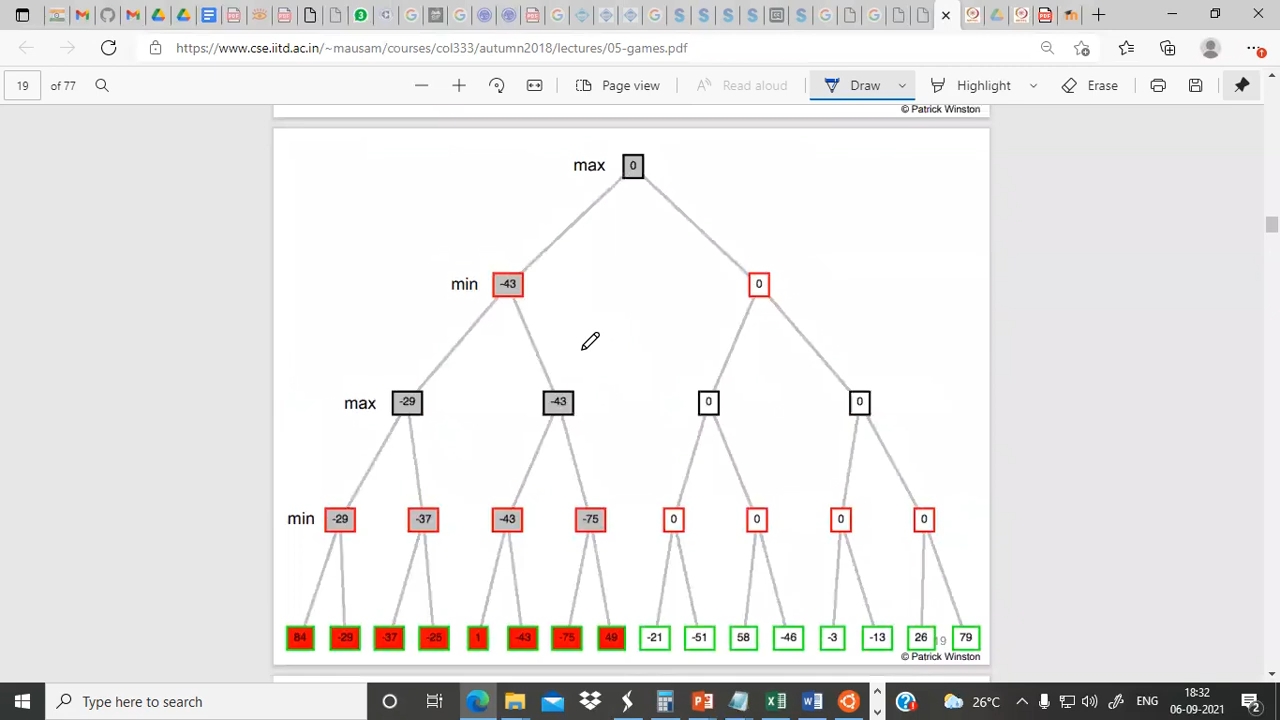 https://www.cse.iitd.ac.in/~mausam/courses/col333/autumn2018/lectures/05-games.pdf
19 of 77
Page view
Read aloud
Draw
Highlight
Erase
© Patrick Winston
max 0
min -43 0
max -29 -43 0 0
min -29 -37 -43 -75 0 0 0 0
84 -29 -37 -25 1 -43 -75 49 -21 -51 58 -46 -3 -13 26 19 79
© Patrick Winston
Type here to search
26°C
ENG
18:32
06-09-2021
2